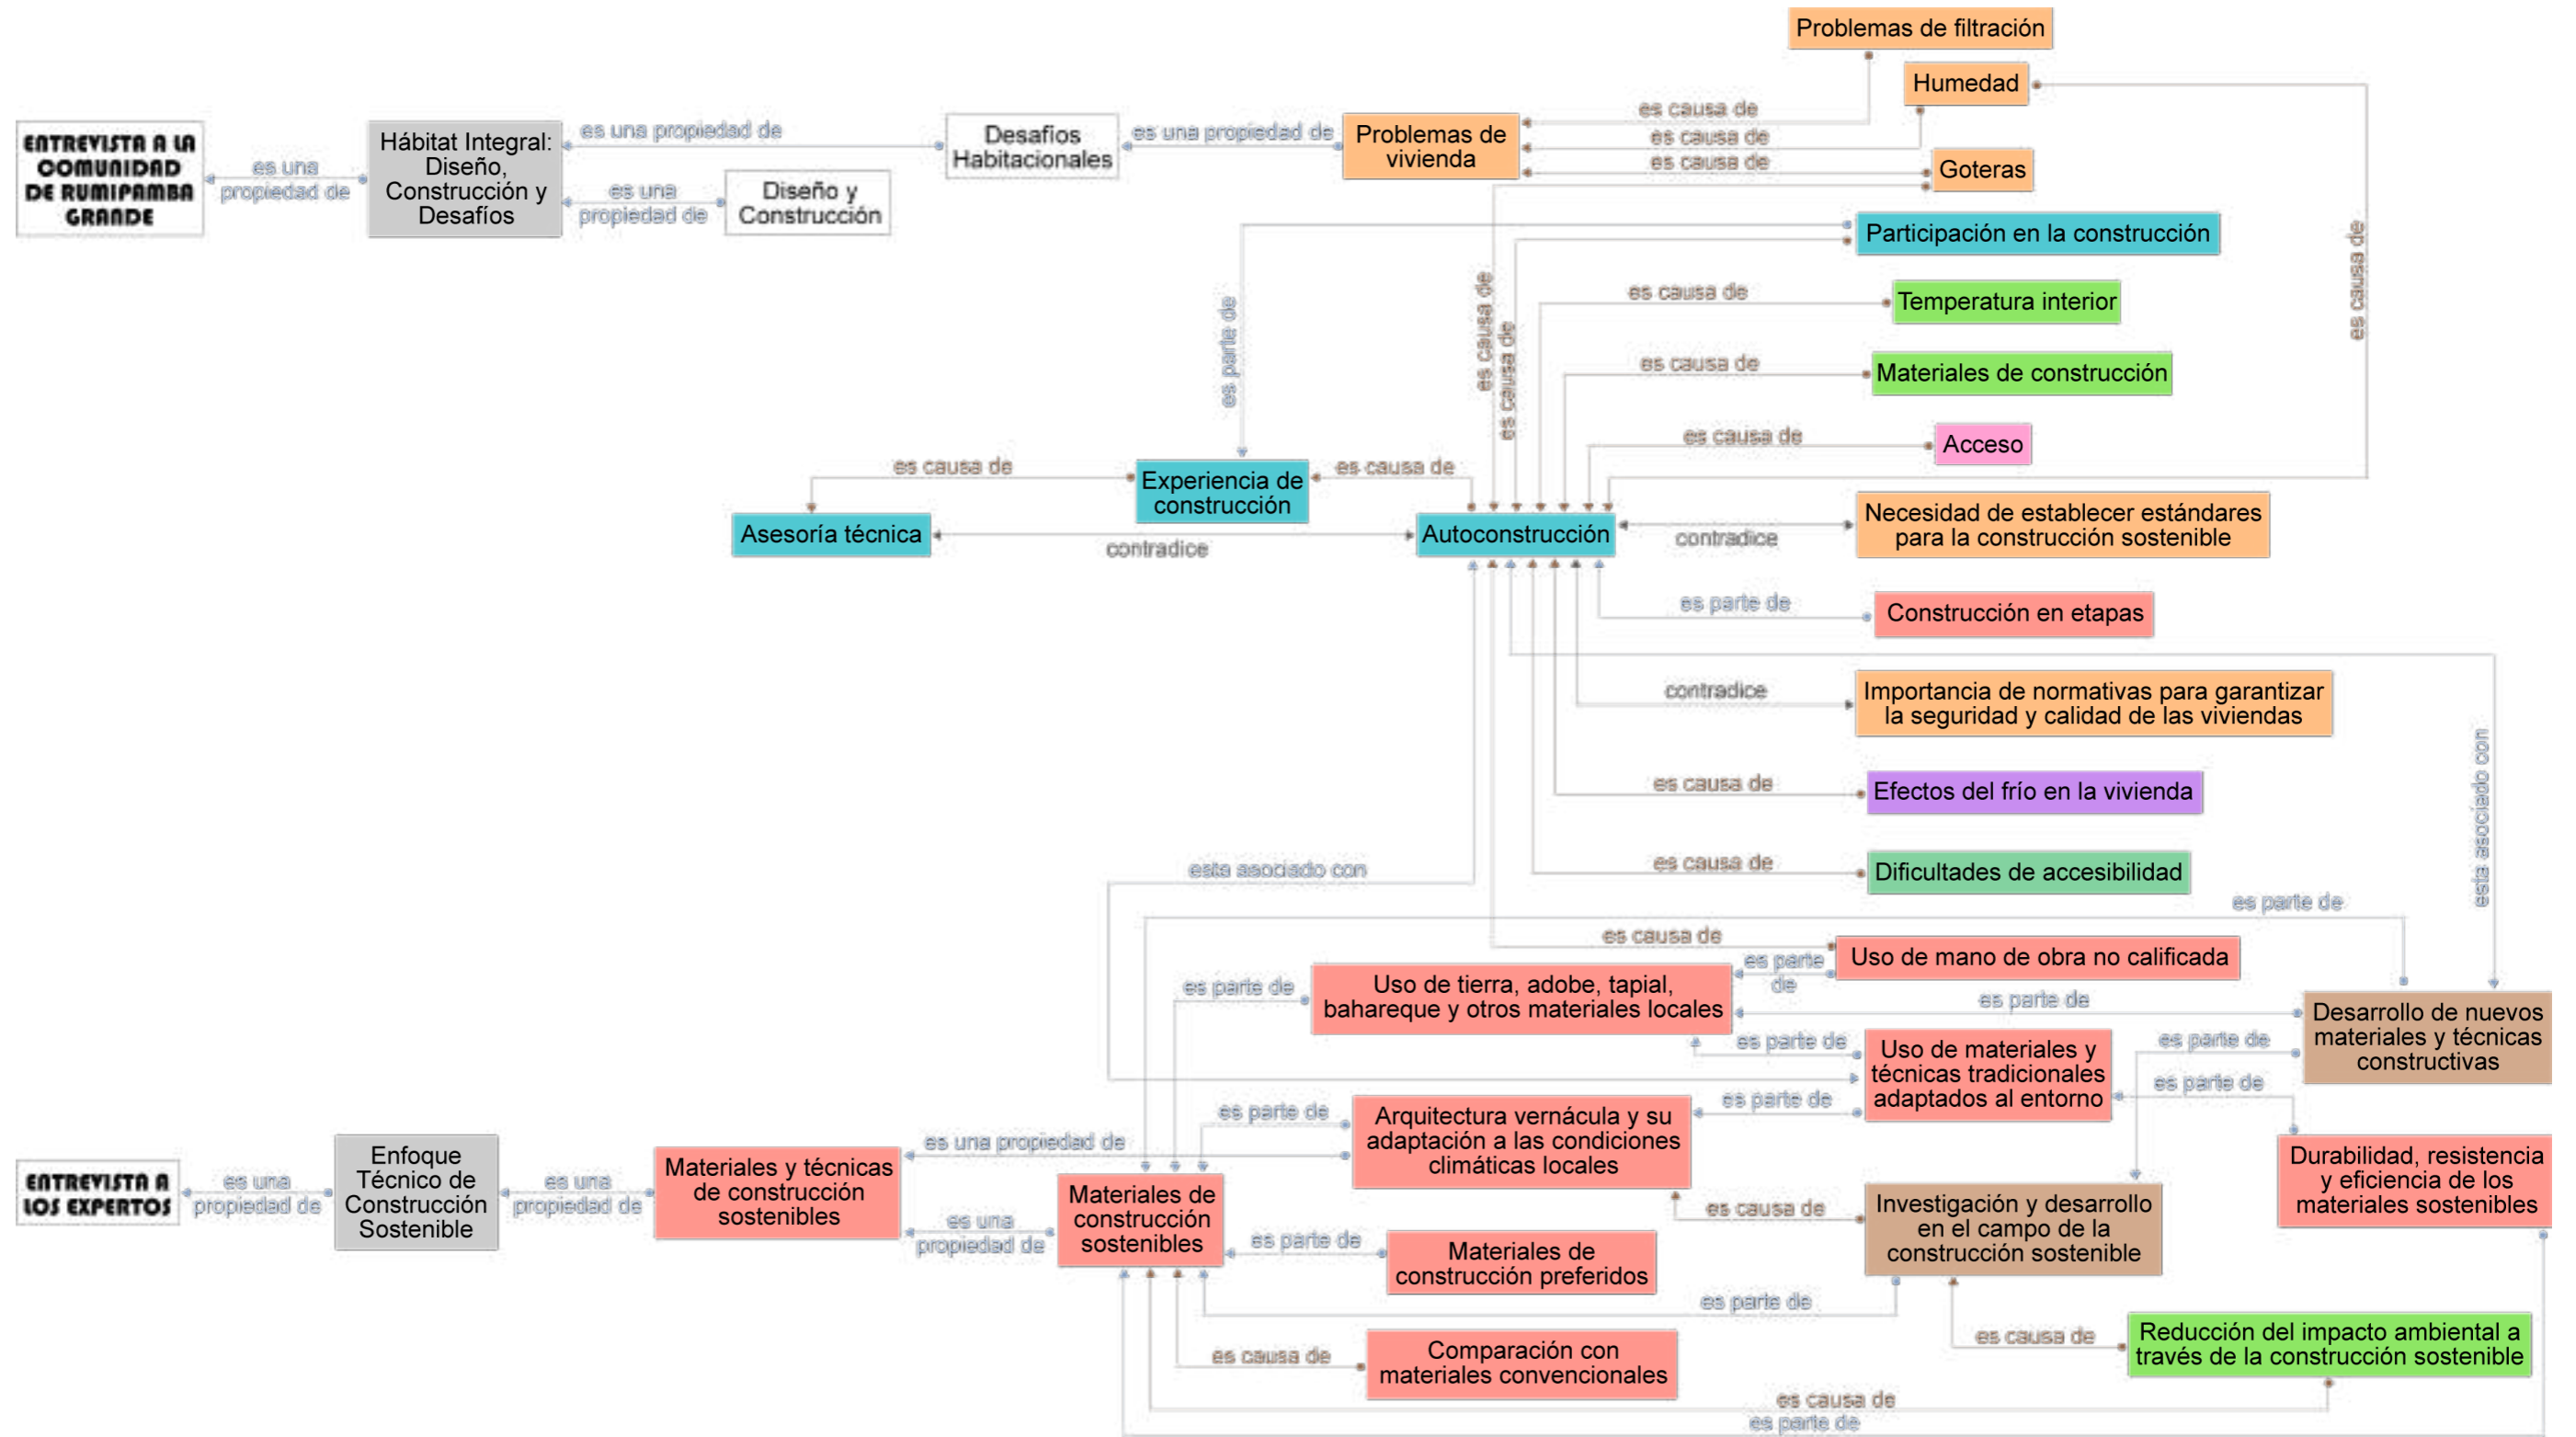 Problemas de filtración
Humedad
es causa de
es causa de
es causa de
Goteras
ENTREVISTA A LA
COMUNIDAD
DE RUMIPAMBA
GRANDE
es una
propiedad de
Hábitat Integral:
Diseño,
Construcción y
Desafíos
es una propiedad de
es una
propiedad de
Desafíos
Habitacionales
Diseño y
Construcción
es una propiedad de
Problemas de
vivienda
Participación en la construcción
es parte de
es causa de
es causa de
es causa de
es causa de
Temperatura interior
es causa de
Materiales de construcción
es causa de
Acceso
es causa de
Experiencia de
construcción
es causa de
Asesoría técnica
contradice
Autoconstrucción
contradice
Necesidad de establecer estándares
para la construcción sostenible
es parte de
Construcción en etapas
contradice
Importancia de normativas para garantizar
la seguridad y calidad de las viviendas
es causa de
Efectos del frío en la vivienda
esta asociado con
esta asociado con
es causa de
Dificultades de accesibilidad
es parte de
es causa de
Uso de mano de obra no calificada
es parte
de
es parte de
Uso de tierra, adobe, tapial,
bahareque y otros materiales locales
es parte de
Desarrollo de nuevos
materiales y técnicas
constructivas
es parte de
es parte de
es parte de
Uso de materiales y
técnicas tradicionales
adaptados al entorno
es parte de
es parte de
Arquitectura vernácula y su
adaptación a las condiciones
climáticas locales
es una propiedad de
Durabilidad, resistencia
y eficiencia de los
materiales sostenibles
ENTREVISTA A
LOS EXPERTOS
es una
propiedad de
Enfoque
Técnico de
Construcción
Sostenible
es una
propiedad de
Materiales y técnicas
de construcción
sostenibles
es una
propiedad de
Materiales de
construcción
sostenibles
es parte de
Materiales de
construcción preferidos
es causa de
Investigación y desarrollo
en el campo de la
construcción sostenible
es parte de
es causa de
Comparación con
materiales convencionales
es causa de
Reducción del impacto ambiental a
través de la construcción sostenible
es causa de
es parte de